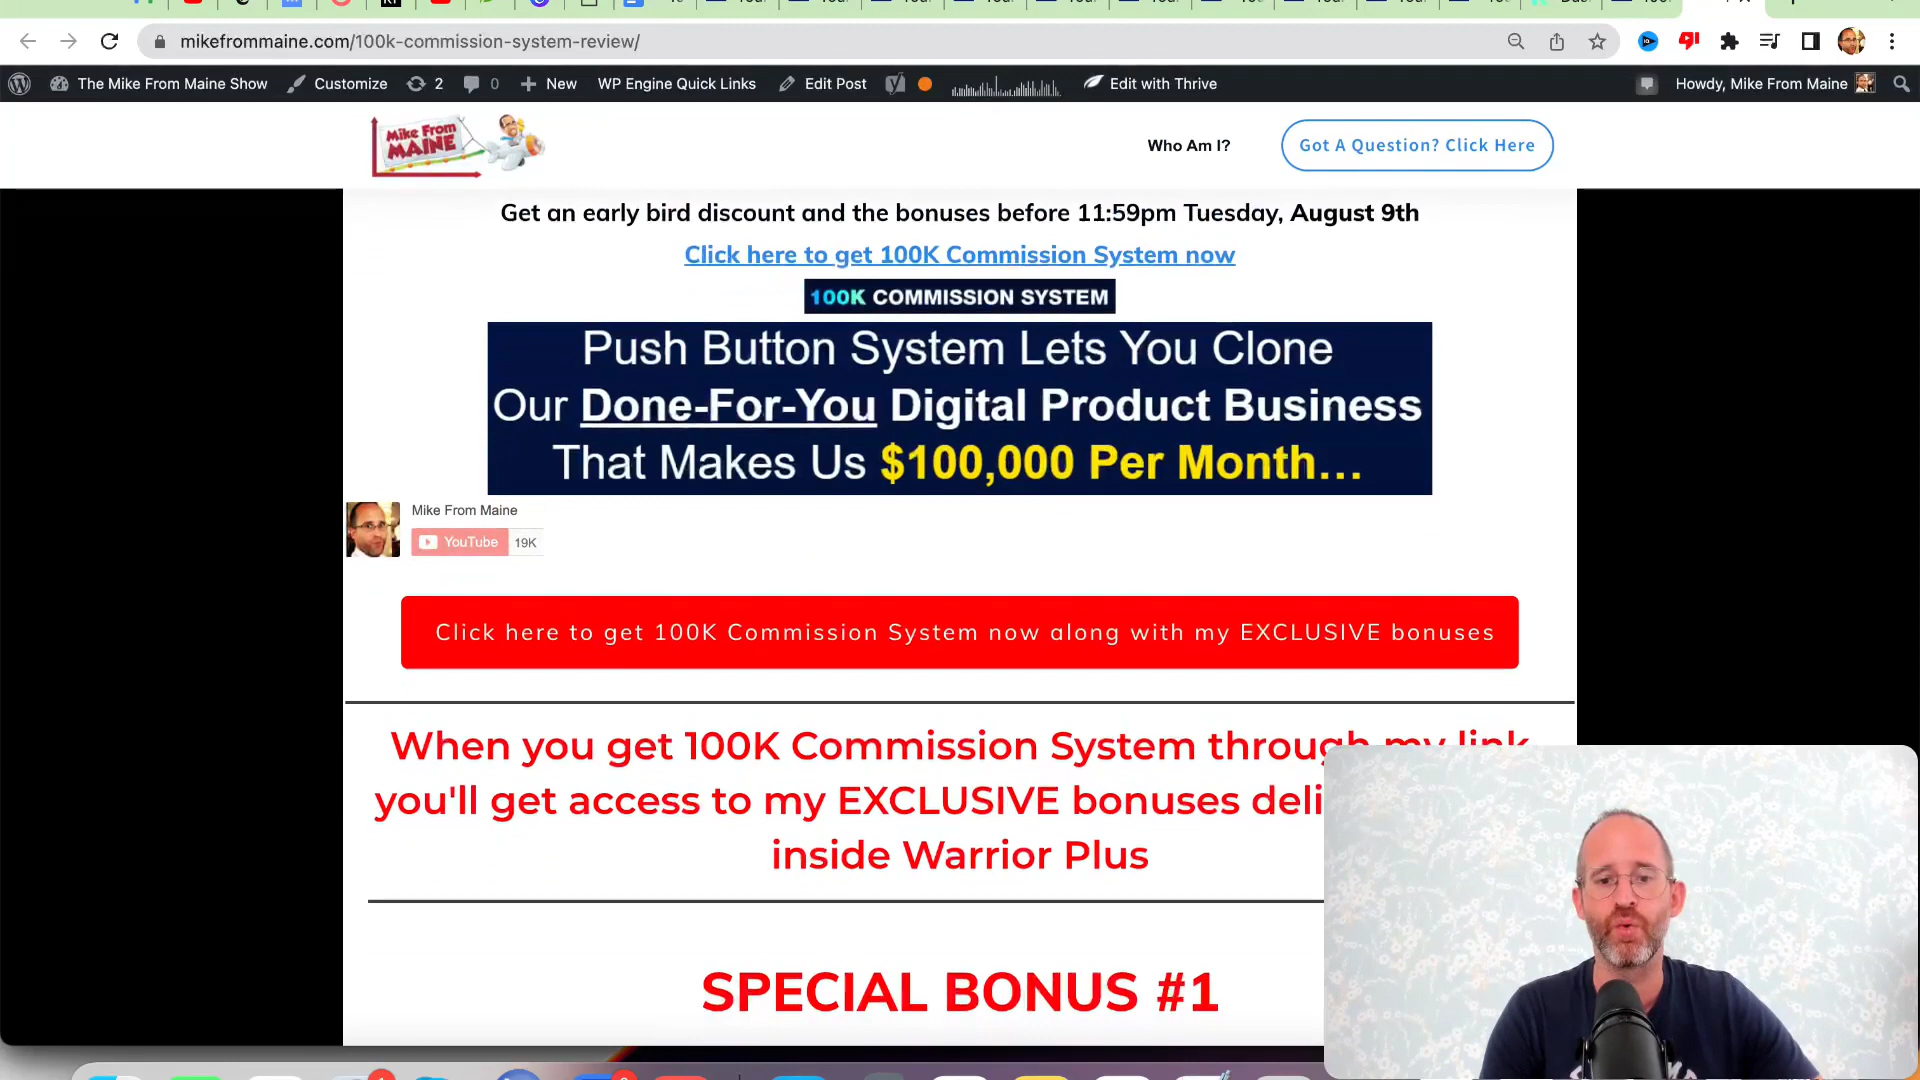 mikefrommaine.com/100k-commission-system-review/
The Mike From Maine Show
Customize
2
0
New
WP Engine Quick Links
Edit Post
Edit with Thrive
Howdy, Mike From Maine
Mike From
MAINE
Who Am I?
Got A Question? Click Here
Get an early bird discount and the bonuses before 11:59pm Tuesday, August 9th
Click here to get 100K Commission System now
100K COMMISSION SYSTEM
Push Button System Lets You Clone
Our Done-For-You Digital Product Business
That Makes Us $100,000 Per Month...
Mike From Maine
YouTube
19K
Click here to get 100K Commission System now along with my EXCLUSIVE bonuses
When you get 100K Commission System through my link
you'll get access to my EXCLUSIVE bonuses deli
inside Warrior Plus
SPECIAL BONUS #1